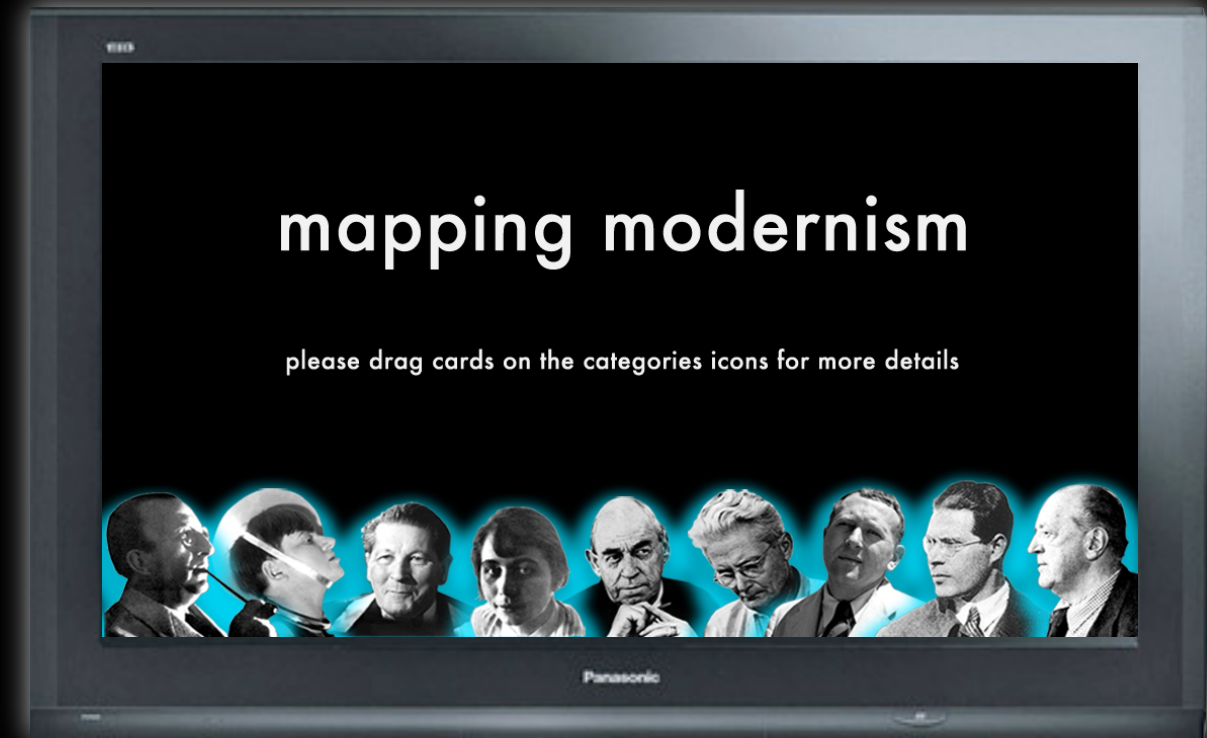 mapping modernism
please drag cards on the categories icons for more details
Panasonic